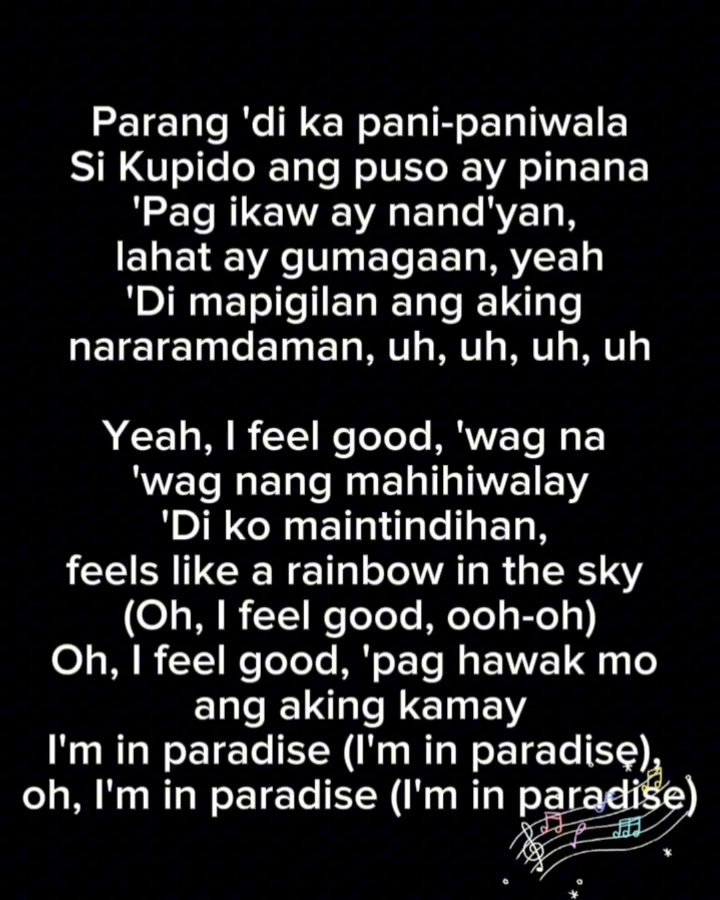 Parang 'di ka pani-paniwala
Si Kupido ang puso ay pinana
'Pag ikaw ay nand'yan,
lahat ay gumagaan, yeah
'Di mapigilan ang aking
nararamdaman, uh, uh, uh, uh
Yeah, I feel good, 'wag na
'wag nang mahihiwalay
'Di ko maintindihan,
feels like a rainbow in the sky
(Oh, I feel good, ooh-oh)
Oh, I feel good, 'pag hawak mo
ang aking kamay
I'm in paradise (I'm in paradise),
oh, I'm in paradise (I'm in paradise)